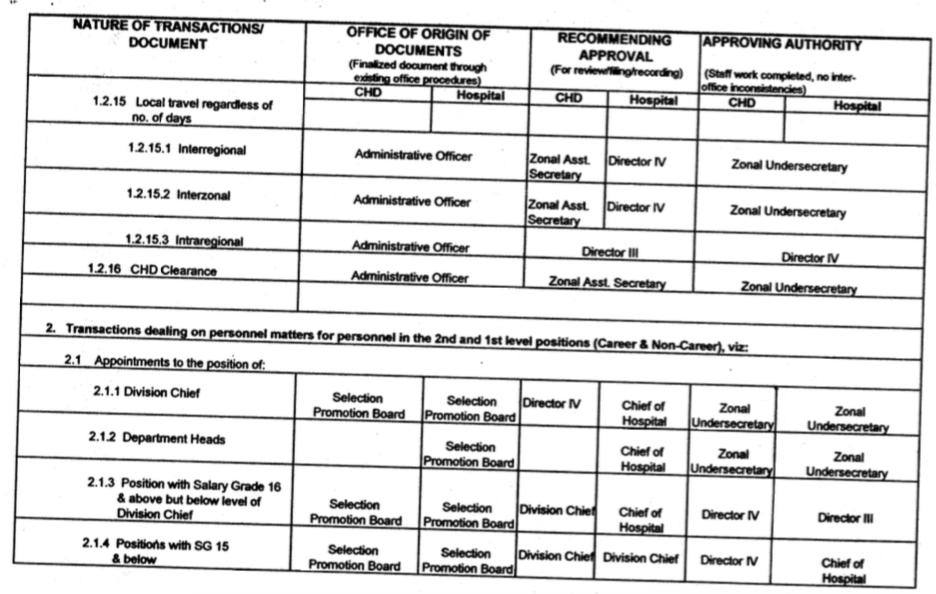 NATURE OF TRANSACTIONS/ DOCUMENT
OFFICE OF ORIGIN OF DOCUMENTS
(Finalized document through existing office procedures)
RECOMMENDING APPROVAL
(For review/filing/recording)
APPROVING AUTHORITY
(Staff work completed, no inter-office inconsistencies)
CHD Hospital CHD Hospital CHD Hospital
1.2.15 Local travel regardless of
no. of days
1.2.15.1 Interregional Administrative Officer Zonal Asst. Secretary Director IV Zonal Undersecretary
1.2.15.2 Interzonal Administrative Officer Zonal Asst. Secretary Director IV Zonal Undersecretary
1.2.15.3 Intraregional Administrative Officer Director III Director IV
1.2.16 CHD Clearance Administrative Officer Zonal Asst. Secretary Zonal Undersecretary
2. Transactions dealing on personnel matters for personnel in the 2nd and 1st level positions (Career & Non-Career), viz:
2.1 Appointments to the position of:
2.1.1 Division Chief Selection Promotion Board Selection Promotion Board Director IV Chief of Hospital Zonal Undersecretary Zonal Undersecretary
2.1.2 Department Heads Selection Promotion Board Chief of Hospital Zonal Undersecretary Zonal Undersecretary
2.1.3 Position with Salary Grade 16
& above but below level of
Division Chief Selection Promotion Board Selection Promotion Board Division Chief Chief of Hospital Director IV Director III
2.1.4 Positions with SG 15
& below Selection Promotion Board Selection Promotion Board Division Chief Division Chief Director IV Chief of Hospital